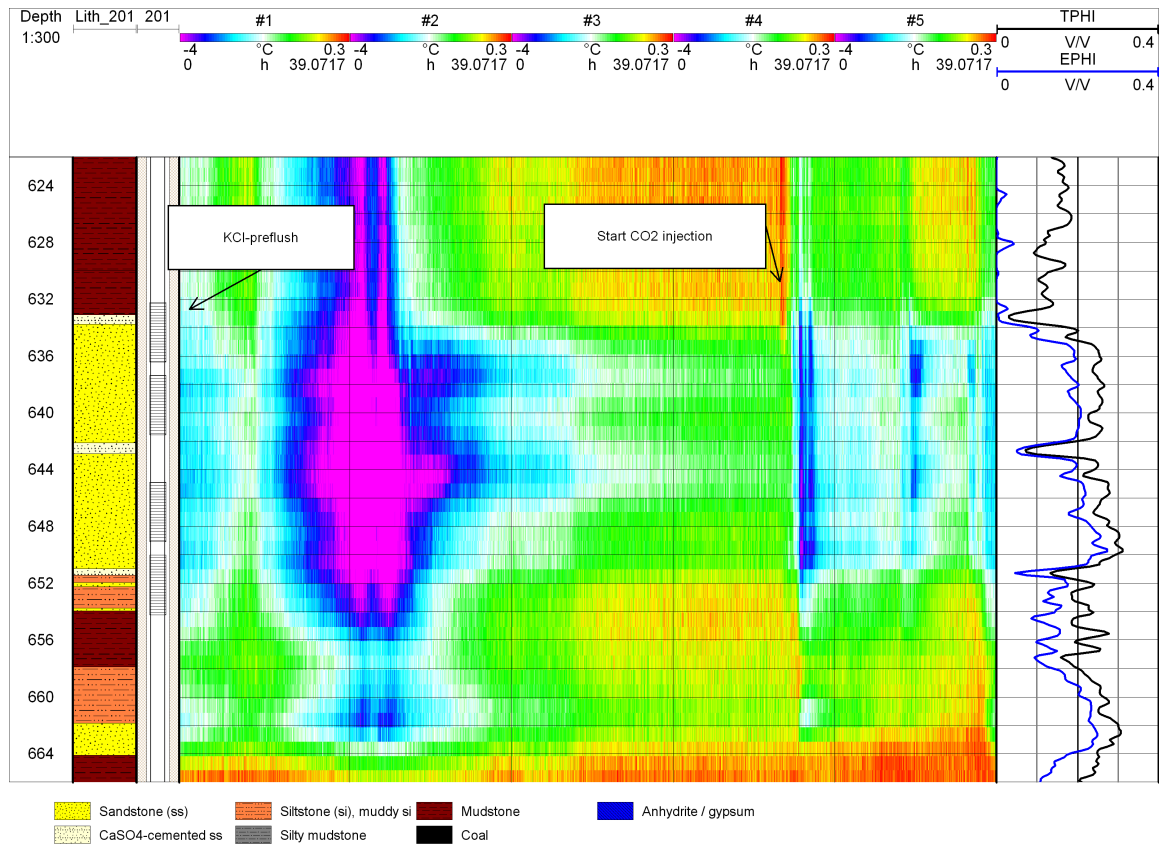 Depth Lith_201 201 #1 #2 #3 #4 #5 TPHI
1:300 -4 °C 0.3 -4 °C 0.3 -4 °C 0.3 -4 °C 0.3 -4 °C 0.3 0 V/V 0.4
0 h 39.0717 0 h 39.0717 0 h 39.0717 0 h 39.0717 0 h 39.0717 EPHI
0 V/V 0.4
624
628
KCl-preflush
Start CO2 injection
632
636
640
644
648
652
656
660
664
Sandstone (ss) Siltstone (si), muddy si Mudstone Anhydrite / gypsum
CaSO4-cemented ss Silty mudstone Coal